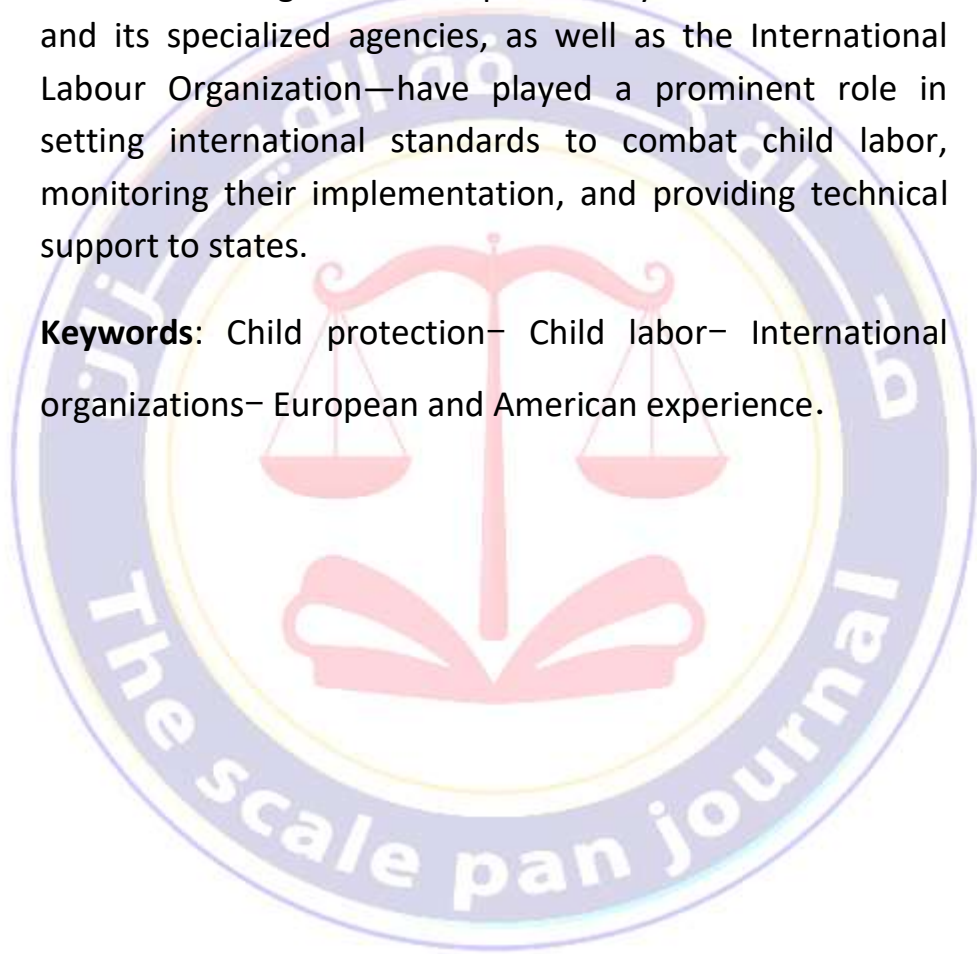 and its specialized agencies, as well as the International
Labour Organization—have played a prominent role in
setting international standards to combat child labor,
monitoring their implementation, and providing technical
support to states.
Keywords: Child protection– Child labor– International
organizations– European and American experience.
The scale pan journal